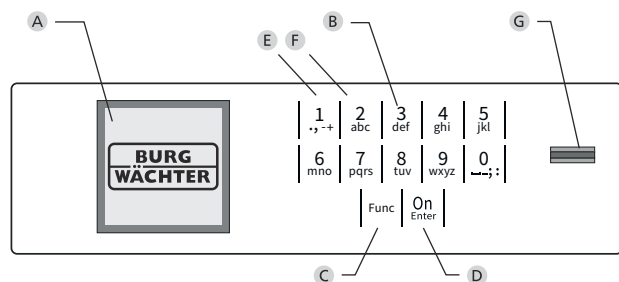 A
E F
B
G
BURG
WÄCHTER
1 2 3 4 5
.,-+ abc def ghi jkl
6 7 8 9 0
mno pqrs tuv wxyz ⎵–;:
Func On
Enter
C
D